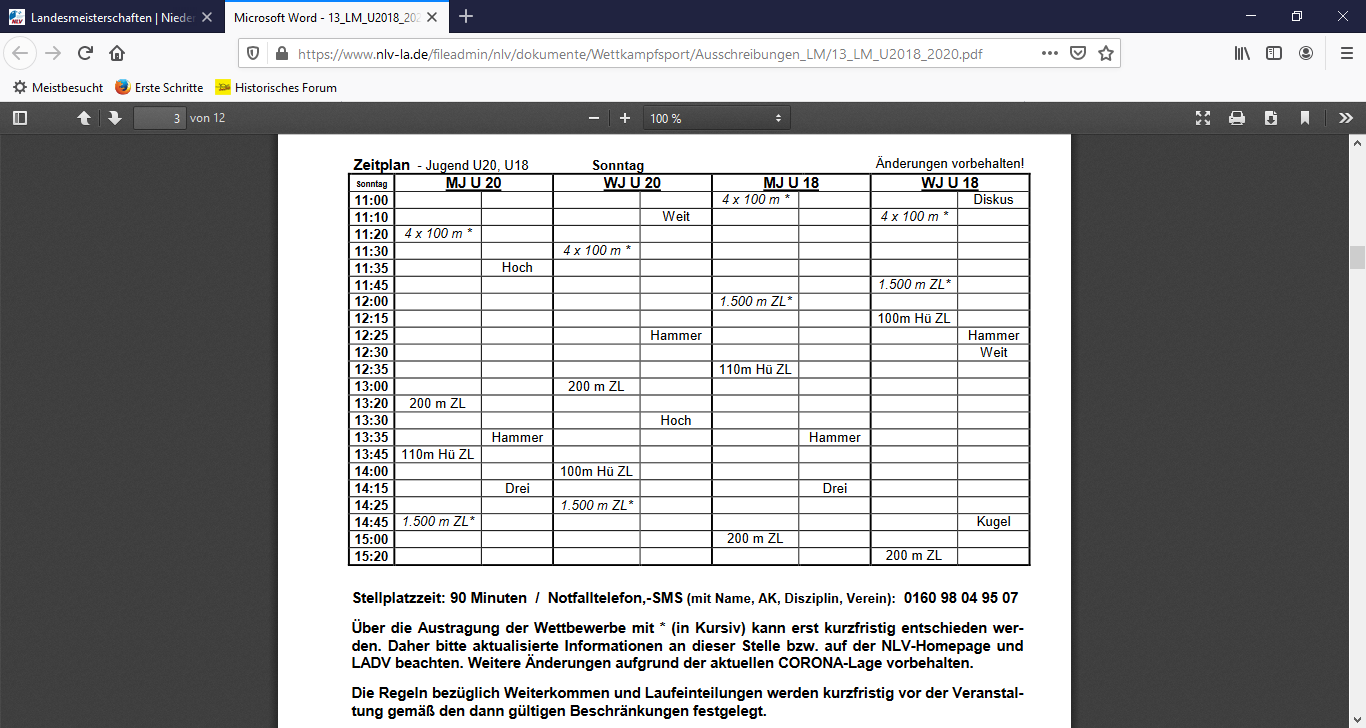 Landesmeisterschaften | Nieder
Microsoft Word - 13_LM_U2018_202
https://www.nlv-la.de/fileadmin/nlv/dokumente/Wettkampfsport/Ausschreibungen_LM/13_LM_U2018_2020.pdf
Meistbesucht Erste Schritte Historisches Forum
3 von 12 100 %
Zeitplan - Jugend U20, U18 Sonntag Änderungen vorbehalten!
Sonntag MJ U 20 WJ U 20 MJ U 18 WJ U 18
11:00 4 x 100 m * Diskus
11:10 Weit 4 x 100 m *
11:20 4 x 100 m *
11:30 4 x 100 m *
11:35 Hoch
11:45 1.500 m ZL*
12:00 1.500 m ZL*
12:15 100m Hü ZL
12:25 Hammer Hammer
12:30 Weit
12:35 110m Hü ZL
13:00 200 m ZL
13:20 200 m ZL
13:30 Hoch
13:35 Hammer Hammer
13:45 110m Hü ZL
14:00 100m Hü ZL
14:15 Drei Drei
14:25 1.500 m ZL*
14:45 1.500 m ZL* Kugel
15:00 200 m ZL
15:20 200 m ZL
Stellplatzzeit: 90 Minuten / Notfalltelefon,-SMS (mit Name, AK, Disziplin, Verein): 0160 98 04 95 07
Über die Austragung der Wettbewerbe mit * (in Kursiv) kann erst kurzfristig entschieden wer-
den. Daher bitte aktualisierte Informationen an dieser Stelle bzw. auf der NLV-Homepage und
LADV beachten. Weitere Änderungen aufgrund der aktuellen CORONA-Lage vorbehalten.
Die Regeln bezüglich Weiterkommen und Laufeinteilungen werden kurzfristig vor der Veranstal-
tung gemäß den dann gültigen Beschränkungen festgelegt.